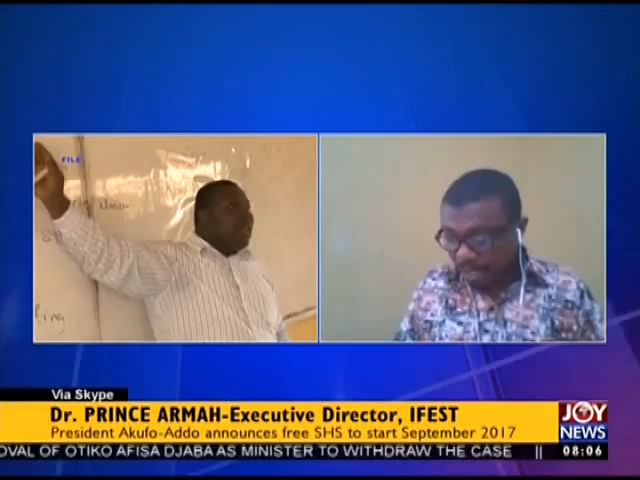 FILE
Via Skype
Dr. PRINCE ARMAH-Executive Director, IFEST
President Akufo-Addo announces free SHS to start September 2017
JOY
NEWS
OVAL OF OTIKO AFISA DJABA AS MINISTER TO WITHDRAW THE CASE ||
08:06